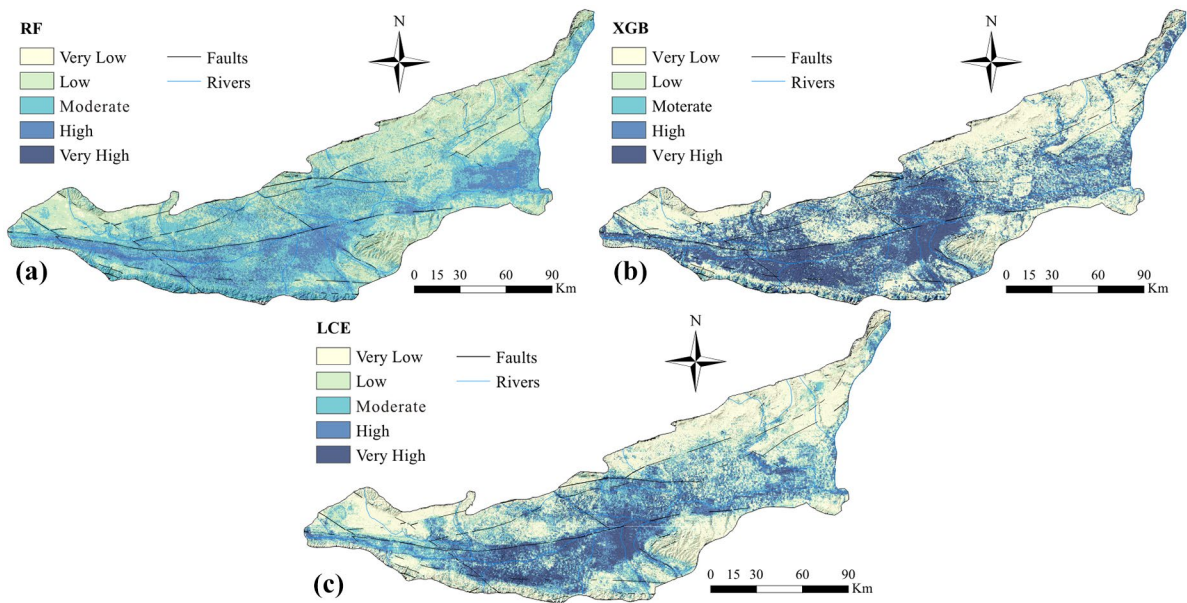 RF
Very Low
Low
Moderate
High
Very High
Faults
Rivers
N
(a)
0 15 30 60 90
Km
XGB
Very Low
Low
Moterate
High
Very High
Faults
Rivers
N
(b)
0 15 30 60 90
Km
LCE
Very Low
Low
Moderate
High
Very High
Faults
Rivers
N
(c)
0 15 30 60 90
Km